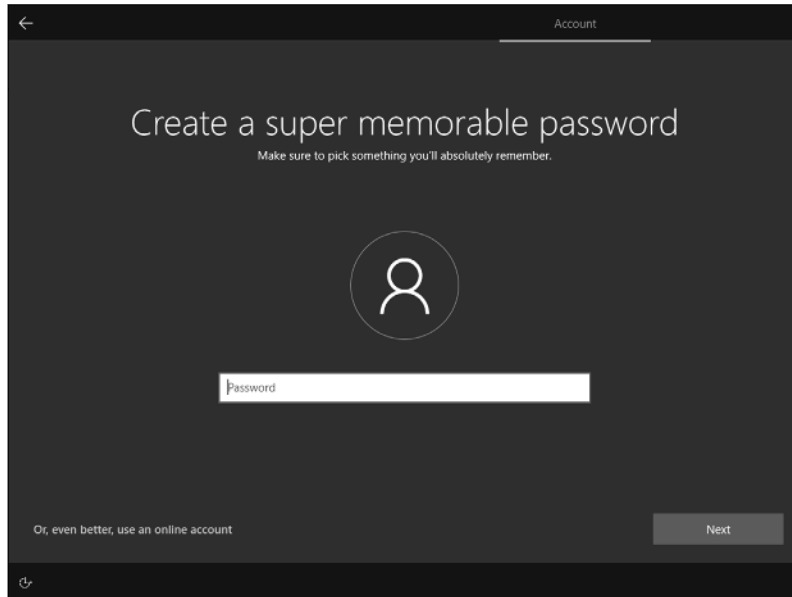 Account
Create a super memorable password
Make sure to pick something you'll absolutely remember.
Password
Or, even better, use an online account
Next